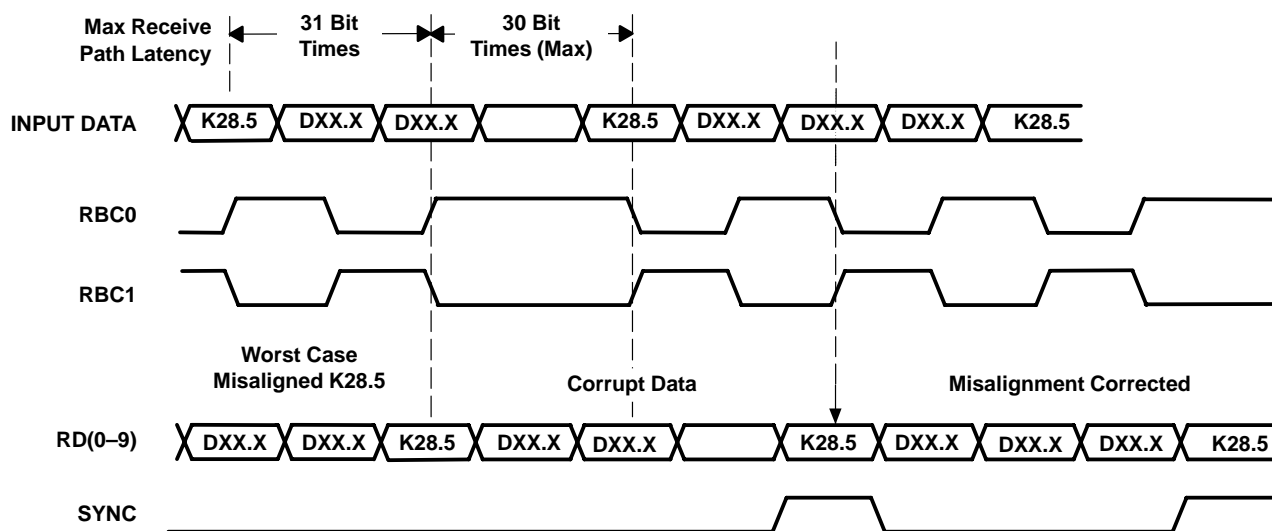 Max Receive
Path Latency
31 Bit
Times
30 Bit
Times (Max)
INPUT DATA
K28.5
DXX.X
DXX.X
K28.5
DXX.X
DXX.X
DXX.X
K28.5
RBC0
RBC1
Worst Case
Misaligned K28.5
Corrupt Data
Misalignment Corrected
RD(0–9)
DXX.X
DXX.X
K28.5
DXX.X
DXX.X
K28.5
DXX.X
DXX.X
DXX.X
K28.5
SYNC